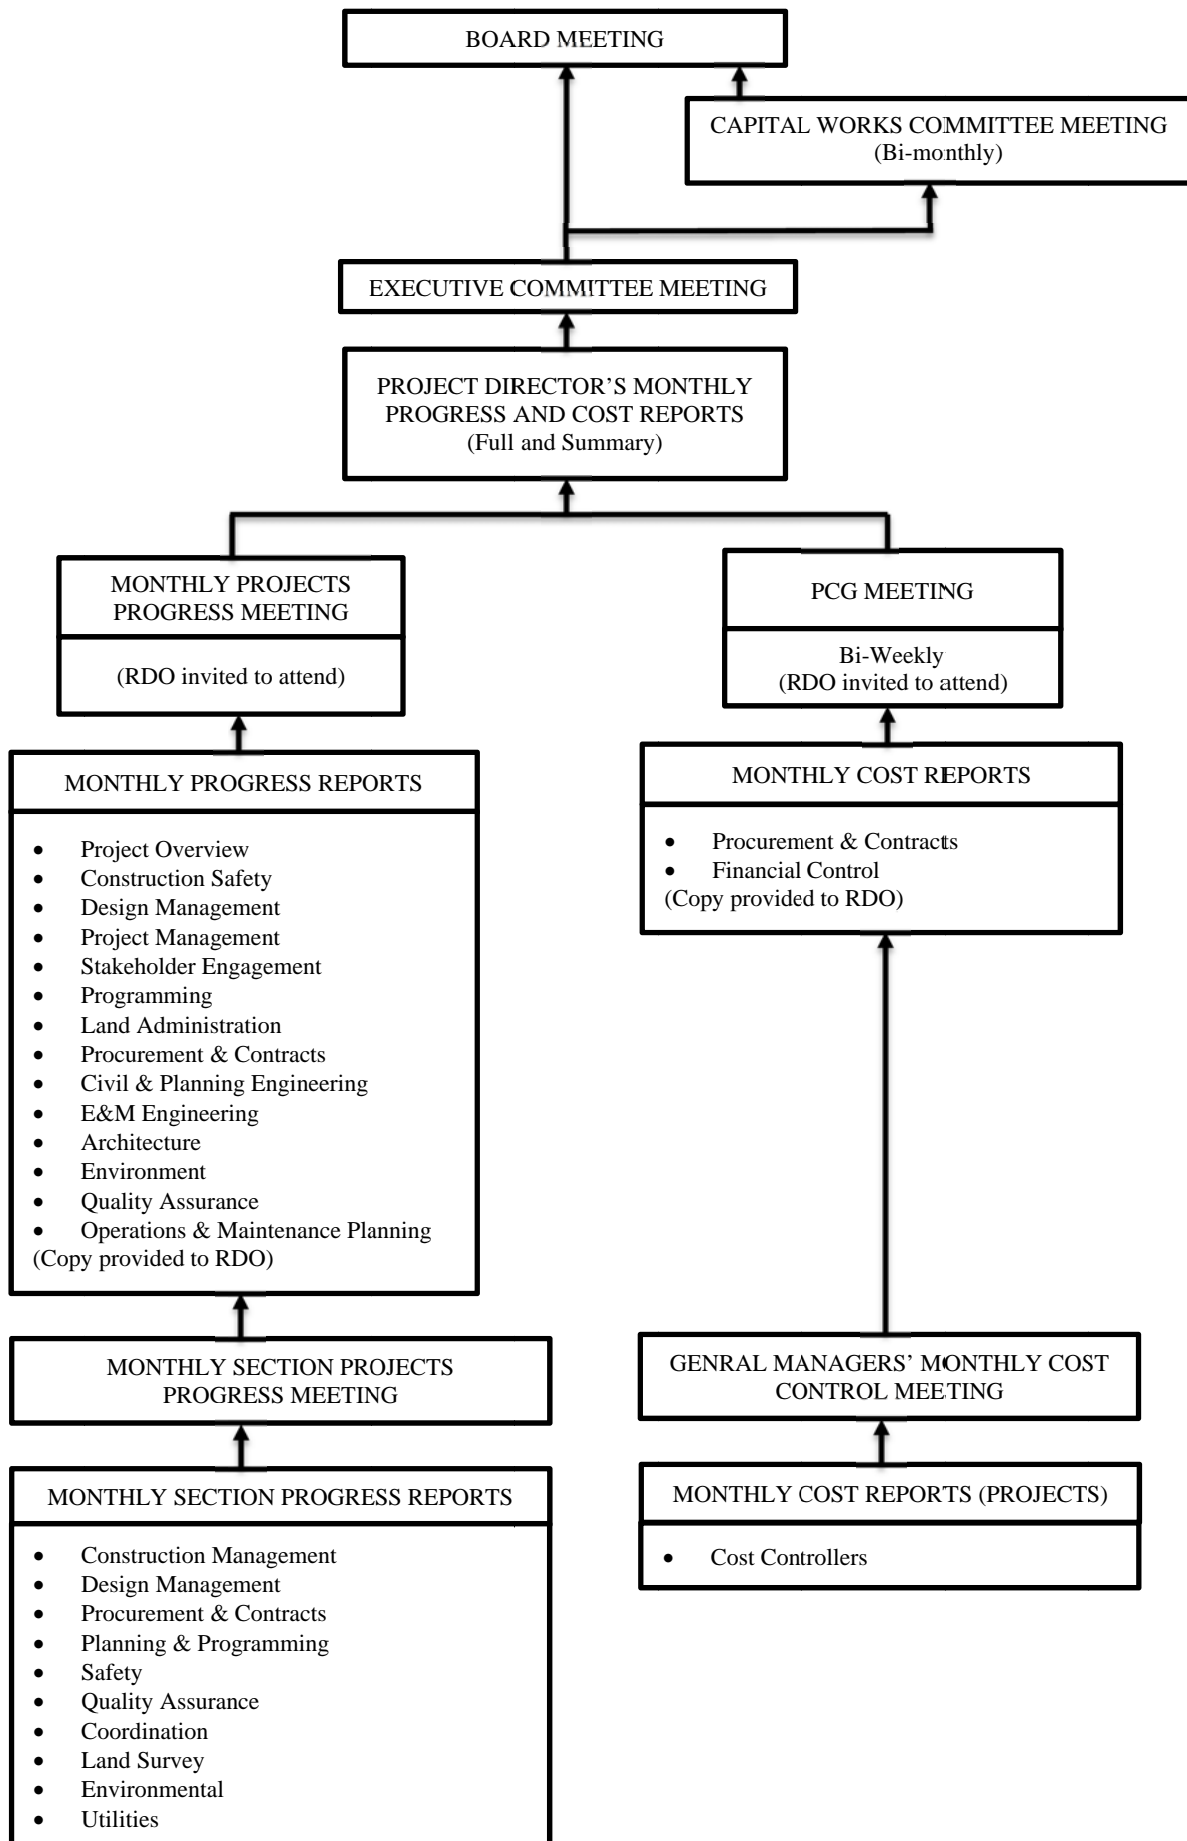 BOARD MEETING
CAPITAL WORKS COMMITTEE MEETING
(Bi-monthly)
EXECUTIVE COMMITTEE MEETING
PROJECT DIRECTOR’S MONTHLY
PROGRESS AND COST REPORTS
(Full and Summary)
MONTHLY PROJECTS
PROGRESS MEETING
(RDO invited to attend)
PCG MEETING
Bi-Weekly
(RDO invited to attend)
MONTHLY PROGRESS REPORTS
• Project Overview
• Construction Safety
• Design Management
• Project Management
• Stakeholder Engagement
• Programming
• Land Administration
• Procurement & Contracts
• Civil & Planning Engineering
• E&M Engineering
• Architecture
• Environment
• Quality Assurance
• Operations & Maintenance Planning
(Copy provided to RDO)
MONTHLY COST REPORTS
• Procurement & Contracts
• Financial Control
(Copy provided to RDO)
MONTHLY SECTION PROJECTS
PROGRESS MEETING
GENRAL MANAGERS’ MONTHLY COST
CONTROL MEETING
MONTHLY SECTION PROGRESS REPORTS
• Construction Management
• Design Management
• Procurement & Contracts
• Planning & Programming
• Safety
• Quality Assurance
• Coordination
• Land Survey
• Environmental
• Utilities
MONTHLY COST REPORTS (PROJECTS)
• Cost Controllers